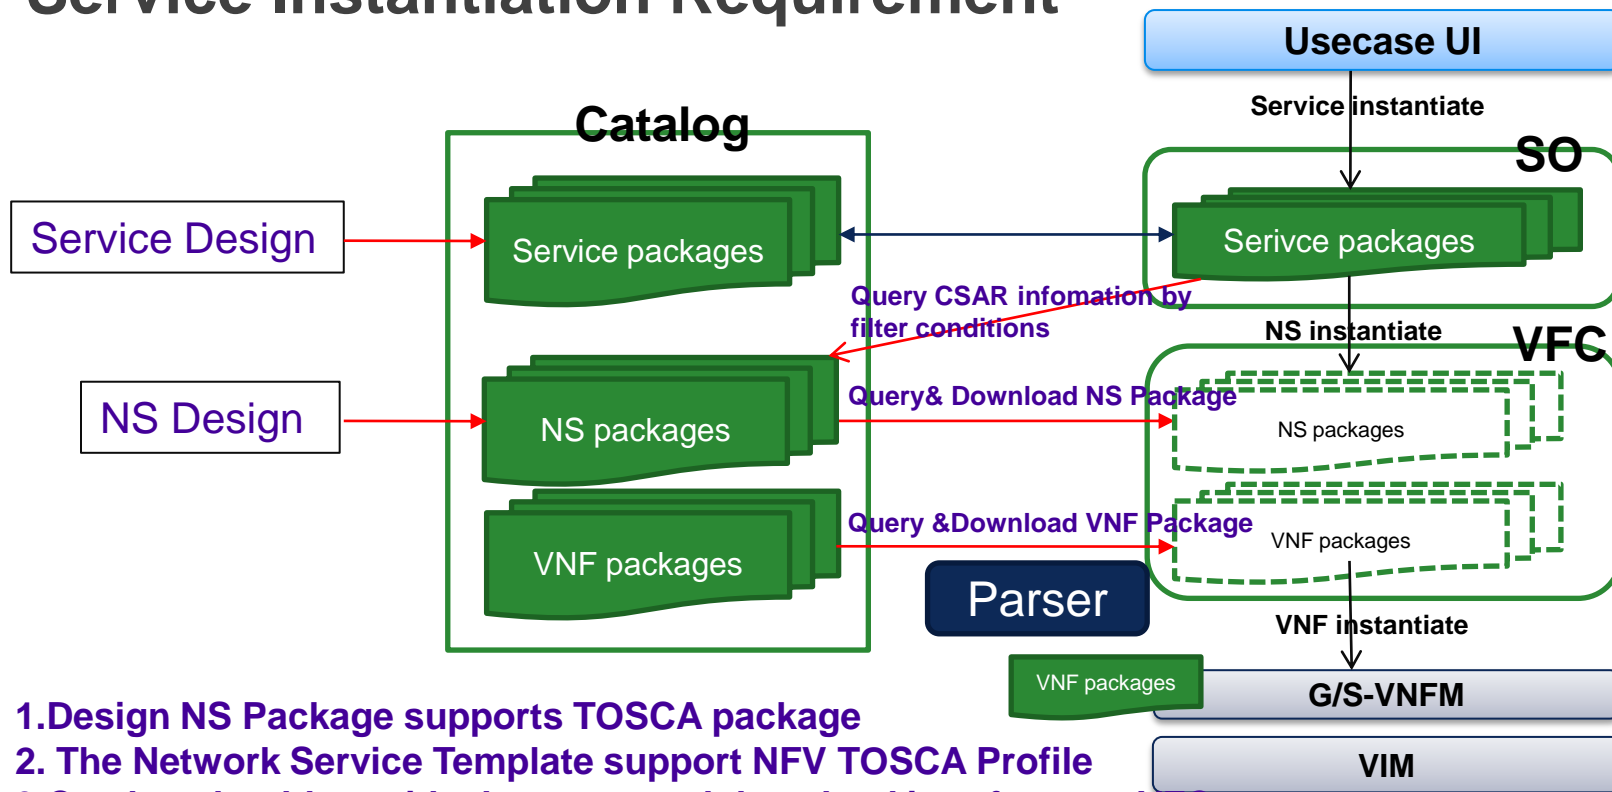 Service Instantiation Requirement
Usecase UI
Service instantiate
Catalog
SO
Service Design
Service packages
Serivce packages
Query CSAR infomation by
filter conditions
NS instantiate
VFC
NS Design
NS packages
Query& Download NS Package
NS packages
VNF packages
Query &Download VNF Package
VNF packages
Parser
VNF instantiate
VNF packages
G/S-VNFM
1.Design NS Package supports TOSCA package
2. The Network Service Template support NFV TOSCA Profile
VIM